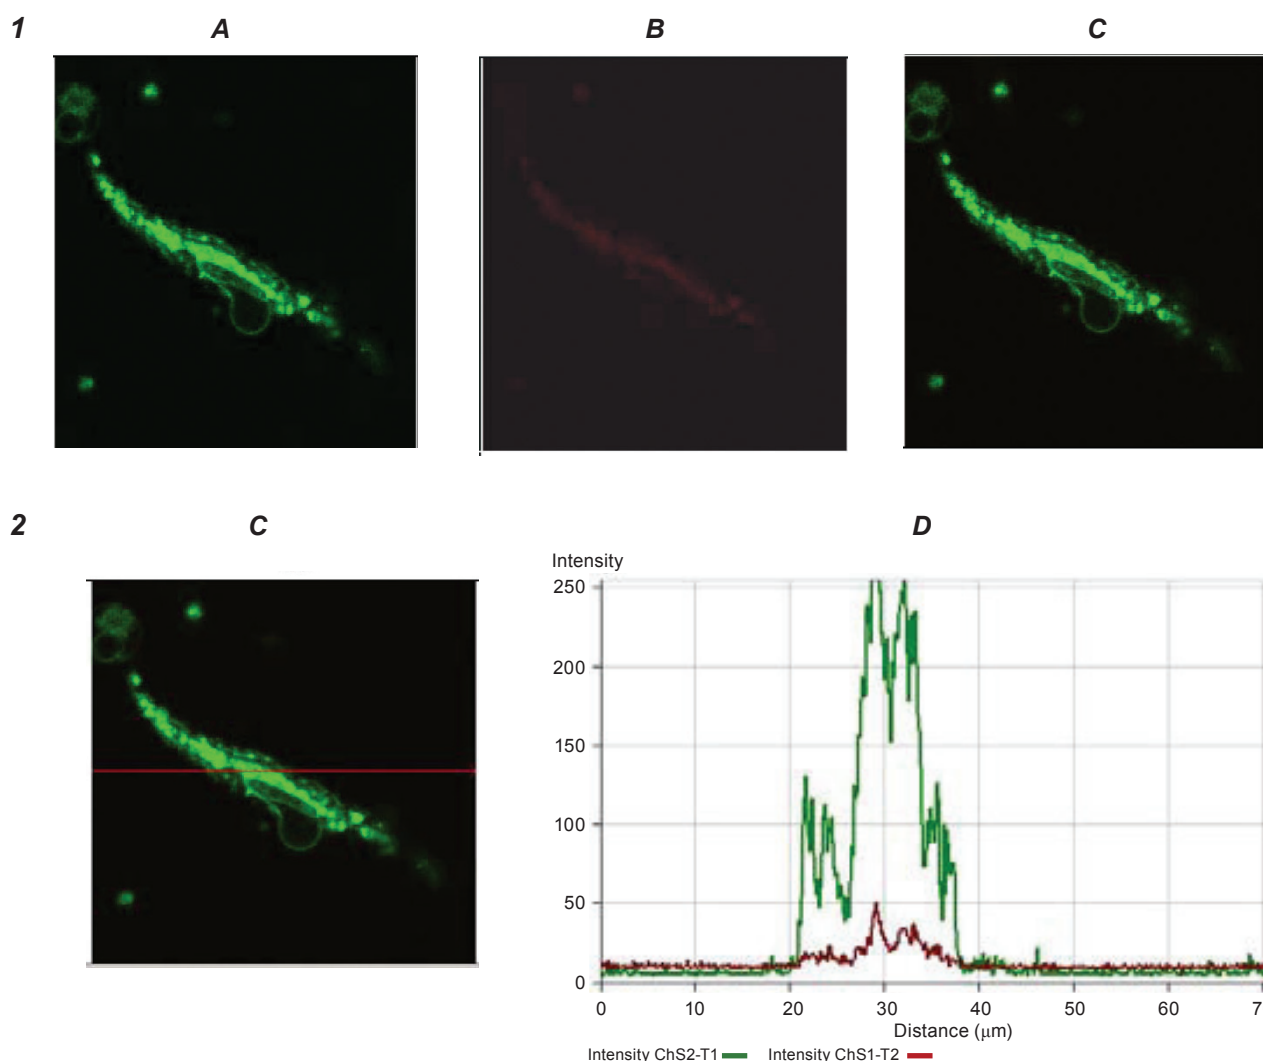 1 A B C
2 C D
Intensity
250
200
150
100
50
0
0 10 20 30 40 50 60
Distance (μm)
Intensity ChS2-T1 Intensity ChS1-T2